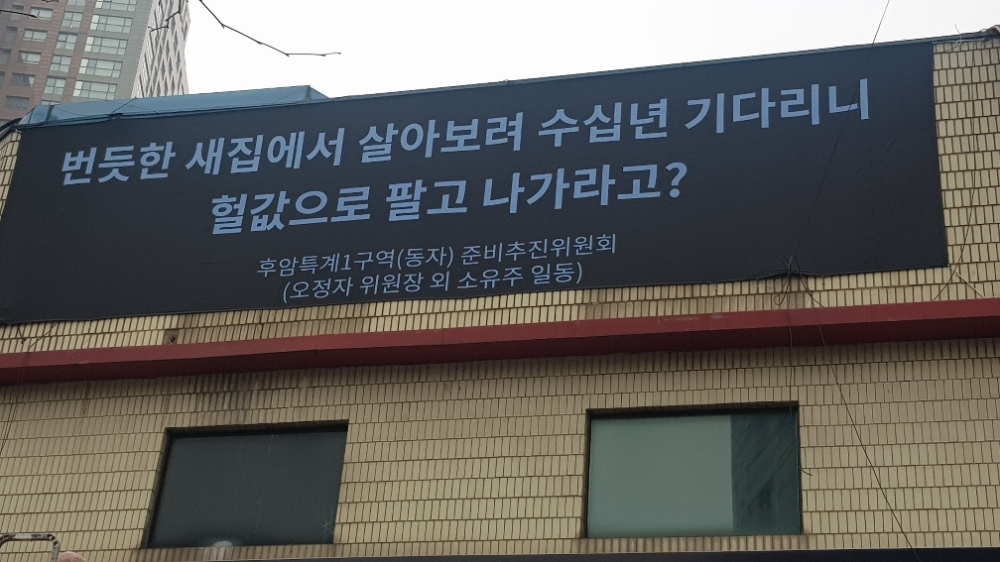 번듯한 새집에서 살아보려 수십년 기다리니
헐값으로 팔고 나가라고?
후암특계1구역(동자) 준비추진위원회
(오정자 위원장 외 소유주 일동)